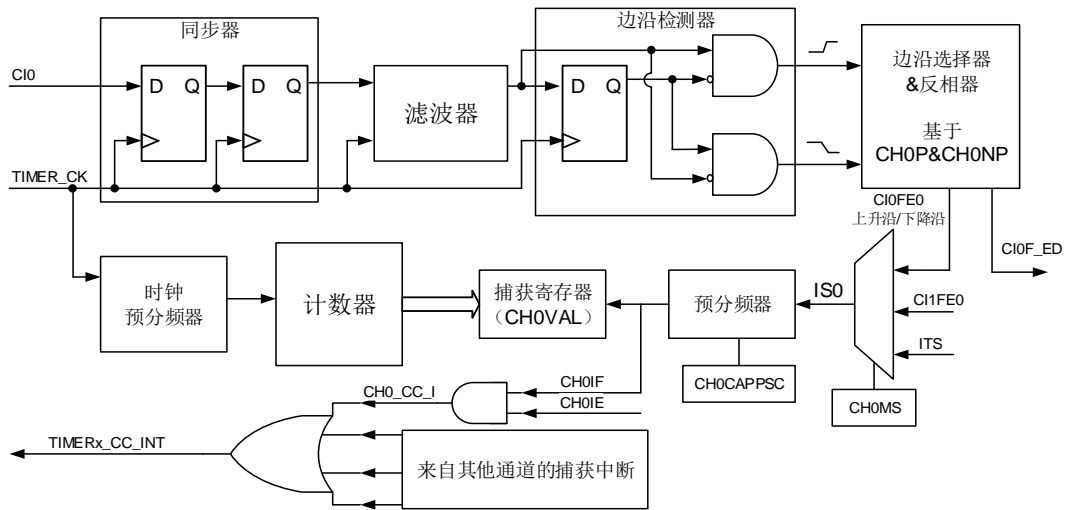 同步器
边沿检测器
CI0
D
Q
D
Q
滤波器
D
Q
边沿选择器
&反相器
基于
CH0P&CH0NP
TIMER_CK
CI0FE0
上升沿/下降沿
CI0F_ED
时钟
预分频器
计数器
捕获寄存器
（CH0VAL）
预分频器
IS0
CI1FE0
ITS
CH0CAPPSC
CH0MS
CH0_CC_I
CH0IF
CH0IE
TIMERx_CC_INT
来自其他通道的捕获中断